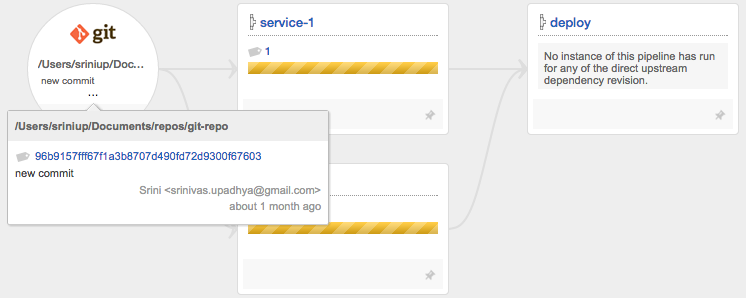 git
/Users/sriniup/Doc...
new commit
...
/Users/sriniup/Documents/repos/git-repo
96b9157fff67f1a3b8707d490fd72d9300f67603
new commit
Srini <srinivas.upadhya@gmail.com>
about 1 month ago
service-1
1
deploy
No instance of this pipeline has run
for any of the direct upstream
dependency revision.